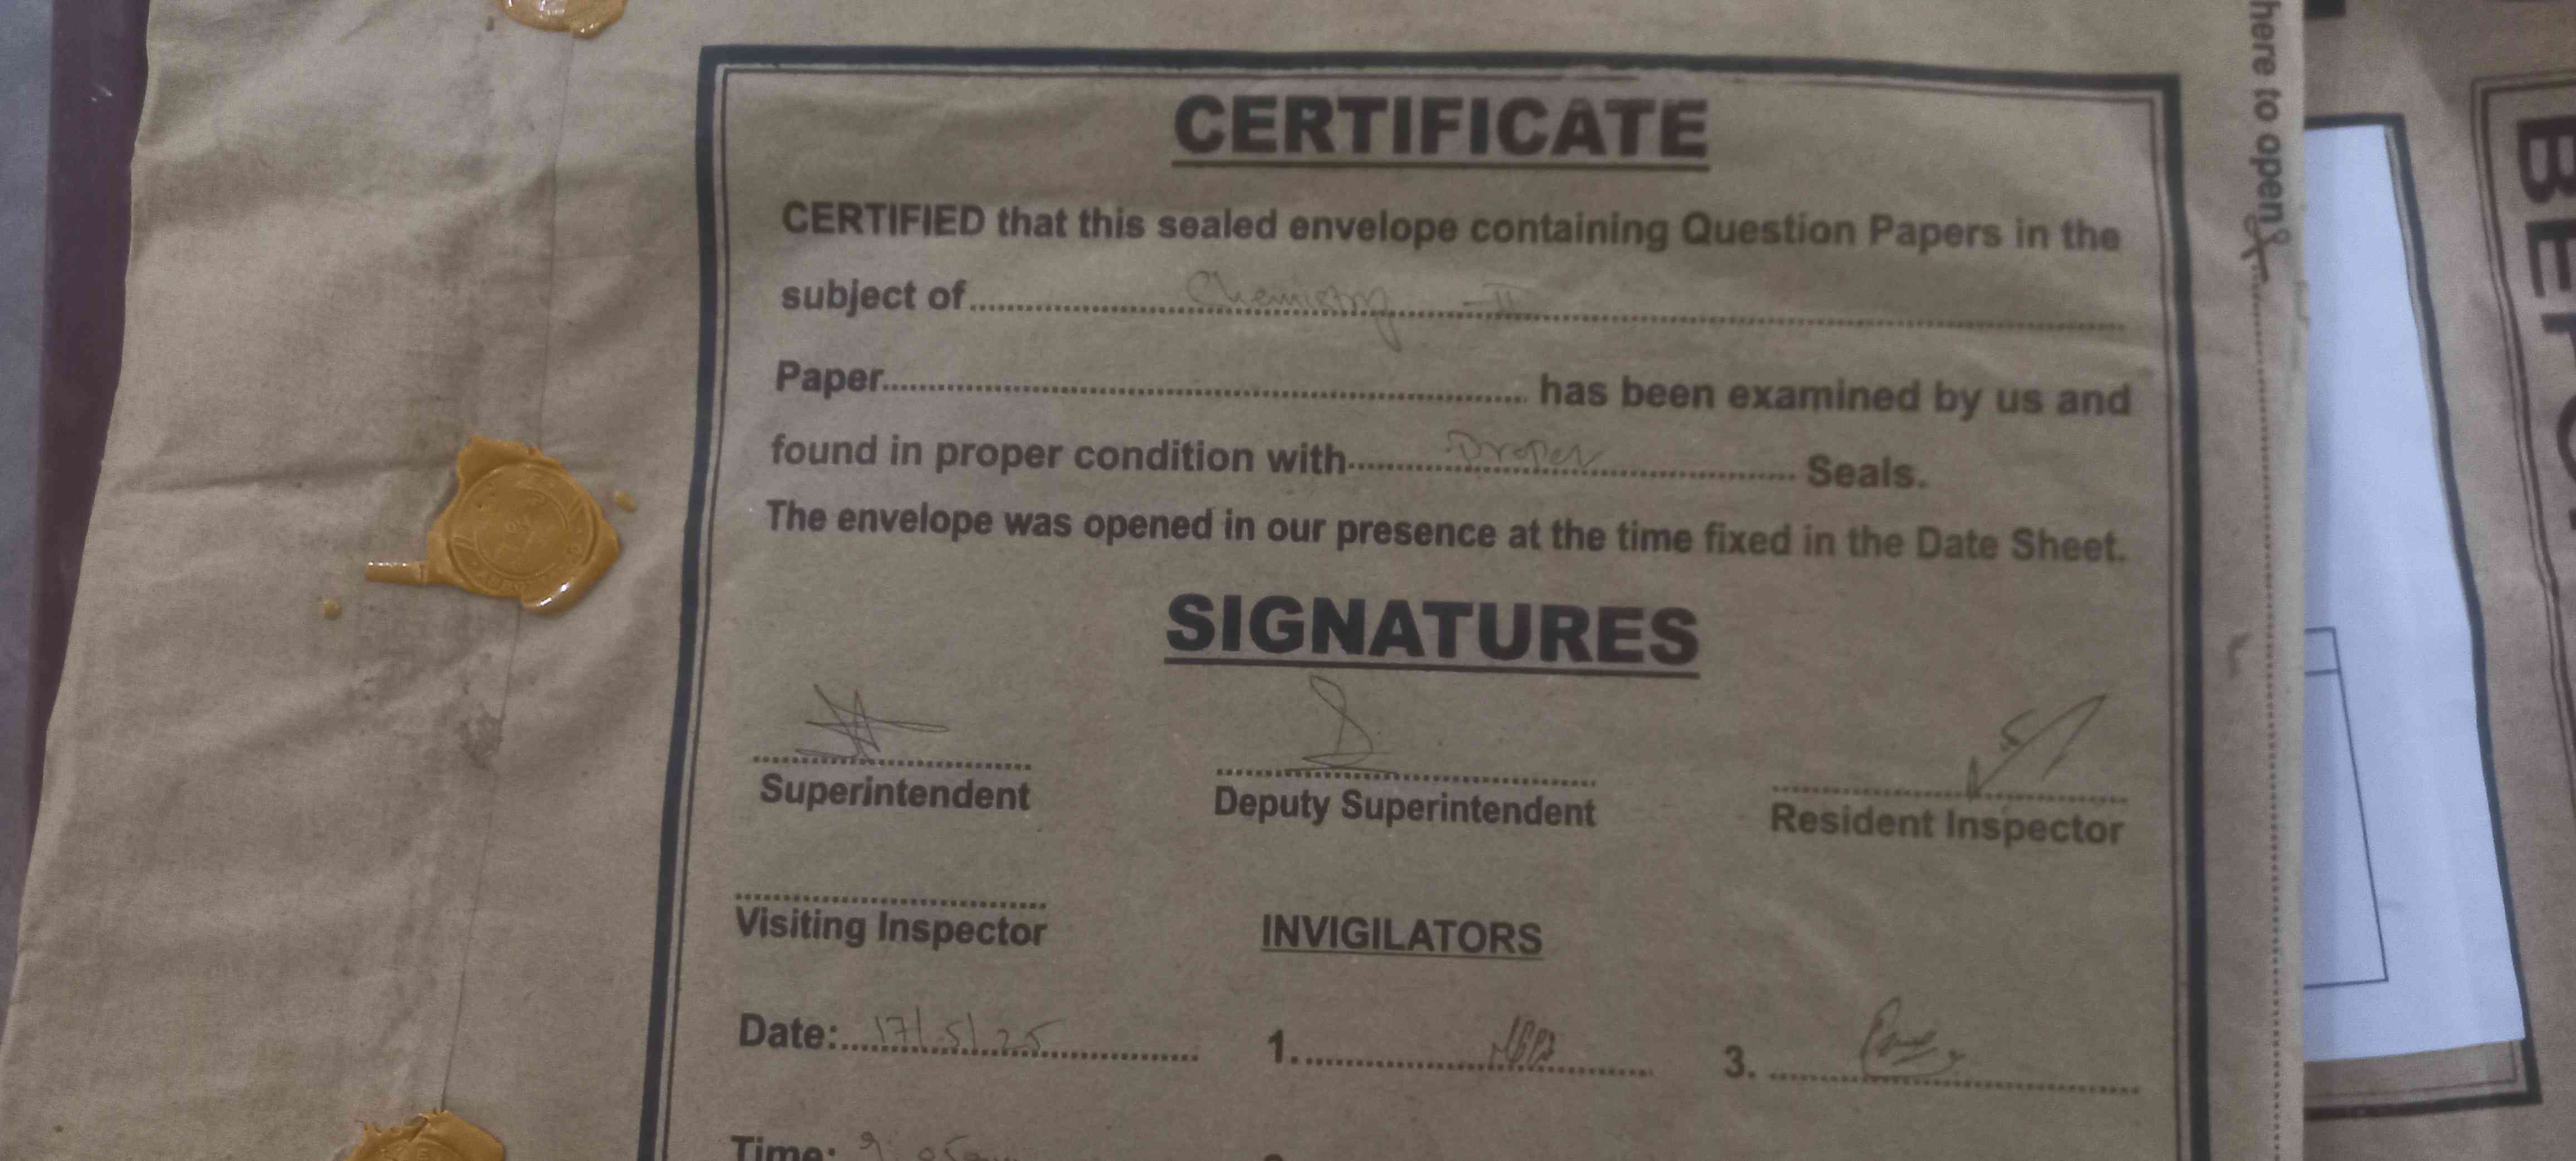 CERTIFICATE
CERTIFIED that this sealed envelope containing Question Papers in the
subject of Chemistry - II
Paper has been examined by us and
found in proper condition with Proper Seals.
The envelope was opened in our presence at the time fixed in the Date Sheet.
SIGNATURES
Superintendent
Deputy Superintendent
Resident Inspector
Visiting Inspector
INVIGILATORS
Date: 17/5/25
1.
3.
Time:
here to open